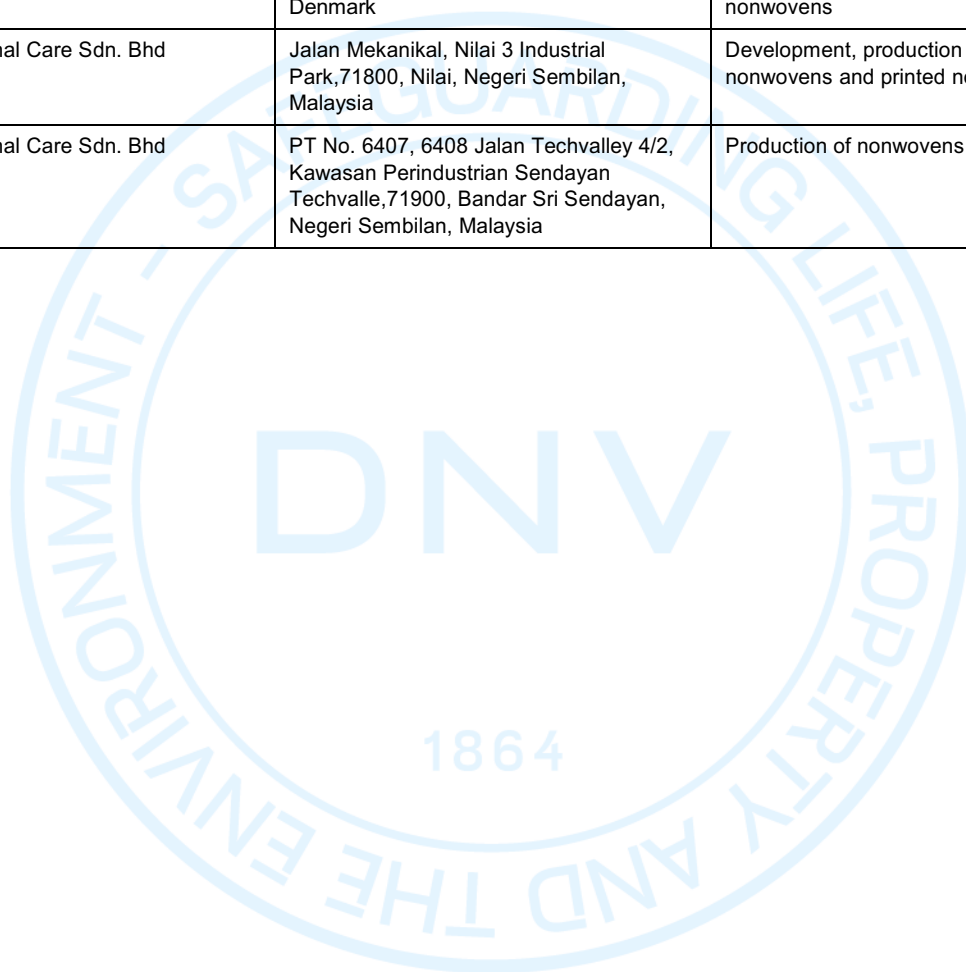 Denmark
nonwovens
nal Care Sdn. Bhd
Jalan Mekanikal, Nilai 3 Industrial
Park,71800, Nilai, Negeri Sembilan,
Malaysia
Development, production
nonwovens and printed n
nal Care Sdn. Bhd
PT No. 6407, 6408 Jalan Techvalley 4/2,
Kawasan Perindustrian Sendayan
Techvalle,71900, Bandar Sri Sendayan,
Negeri Sembilan, Malaysia
Production of nonwovens
SAFEGUARDING LIFE, PROPERTY AND THE ENVIRONMENT –
DNV
1864